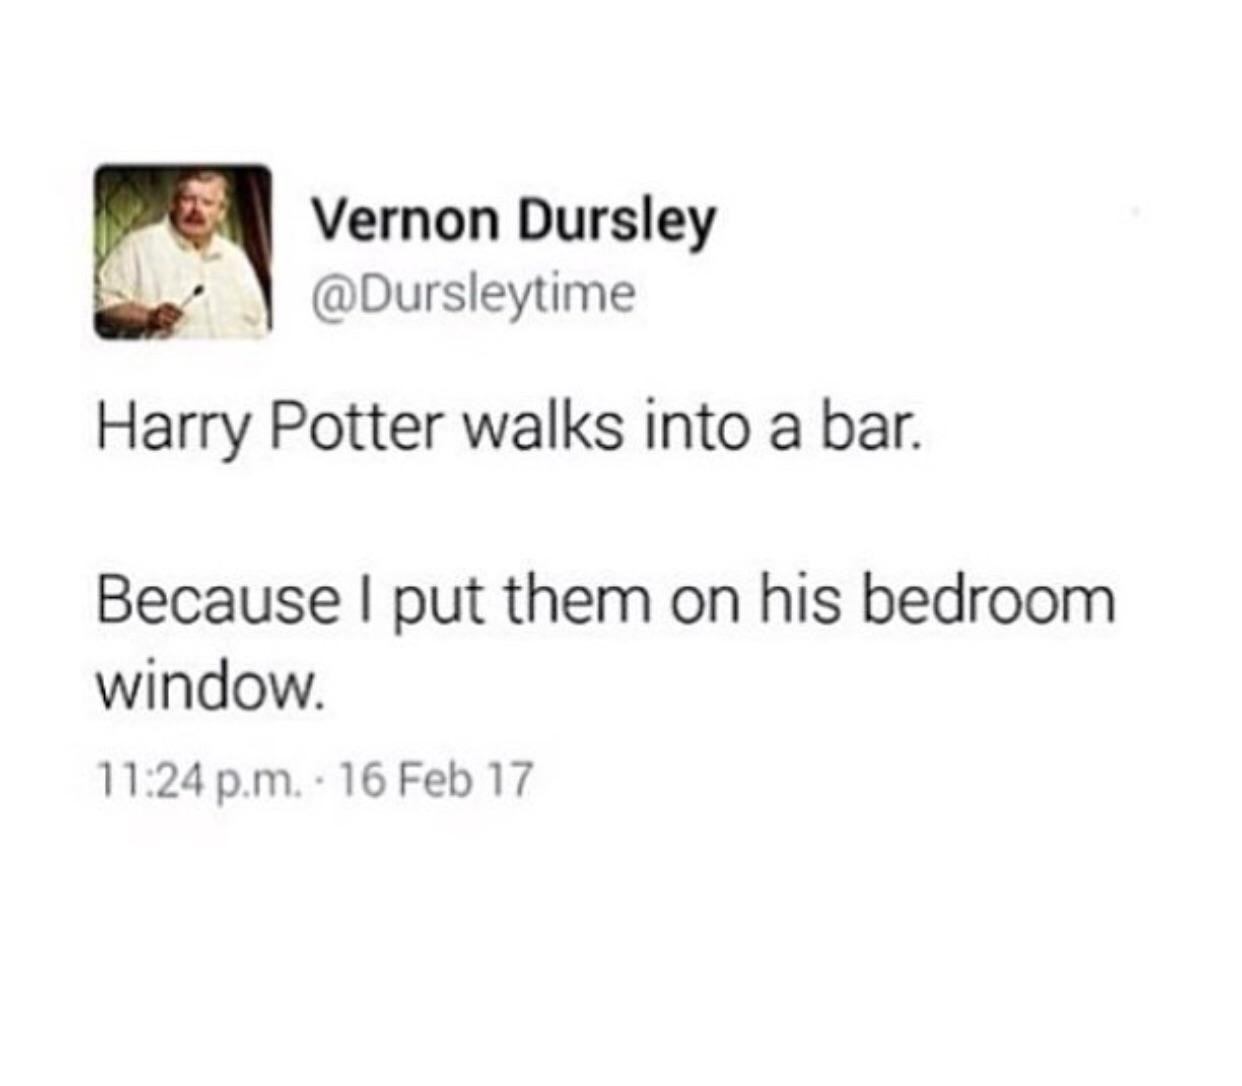 Vernon Dursley
@Dursleytime
Harry Potter walks into a bar.
Because I put them on his bedroom
window.
11:24 p.m. · 16 Feb 17